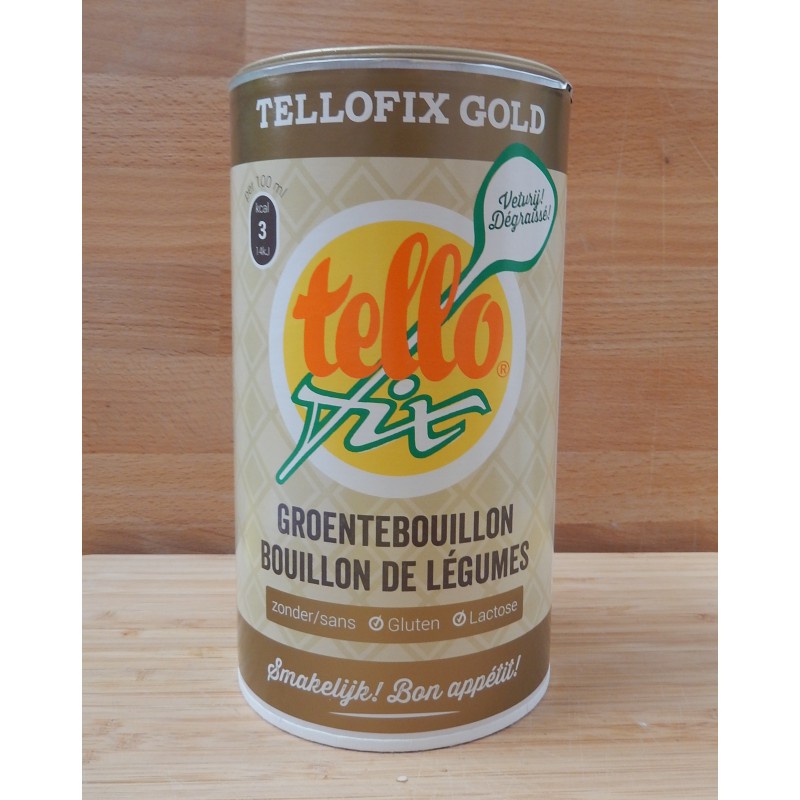 TELLOFIX GOLD
per 100 ml
kcal
3
14kJ
Vetvrij!
Dégraissé!
tello®
fix
GROENTEBOUILLON
BOUILLON DE LÉGUMES
zonder/sans Gluten Lactose
Smakelijk! Bon appétit!